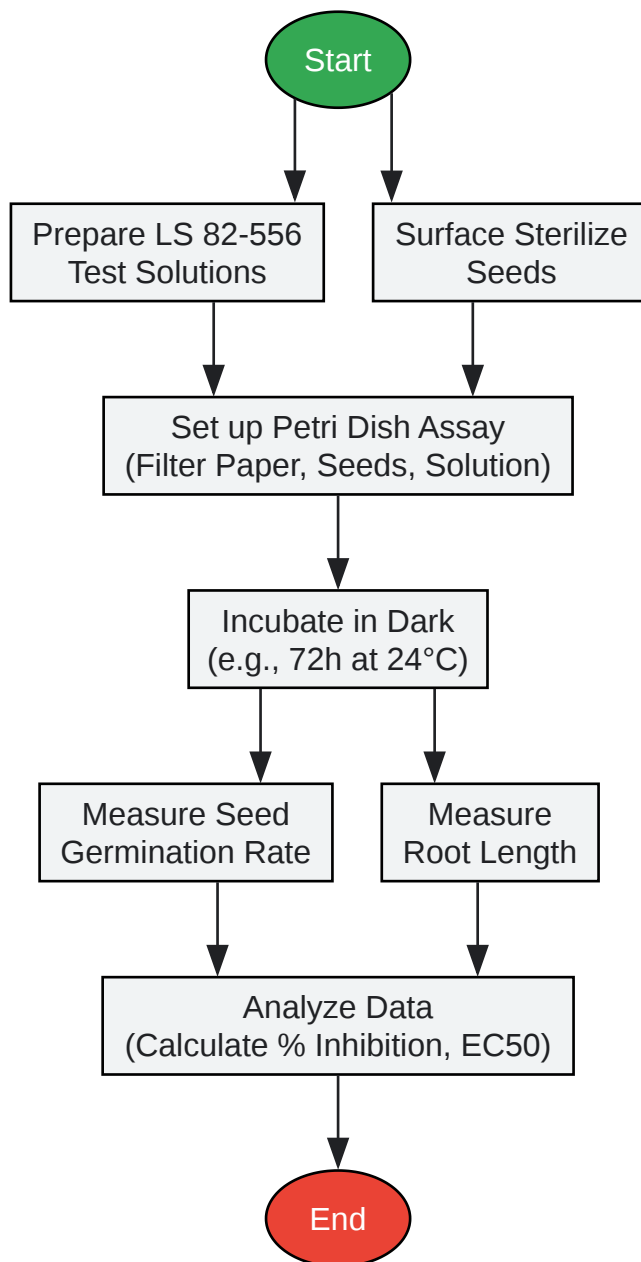 Start
Prepare LS 82-556
Test Solutions
Surface Sterilize
Seeds
Set up Petri Dish Assay
(Filter Paper, Seeds, Solution)
Incubate in Dark
(e.g., 72h at 24°C)
Measure Seed
Germination Rate
Measure
Root Length
Analyze Data
(Calculate % Inhibition, EC50)
End